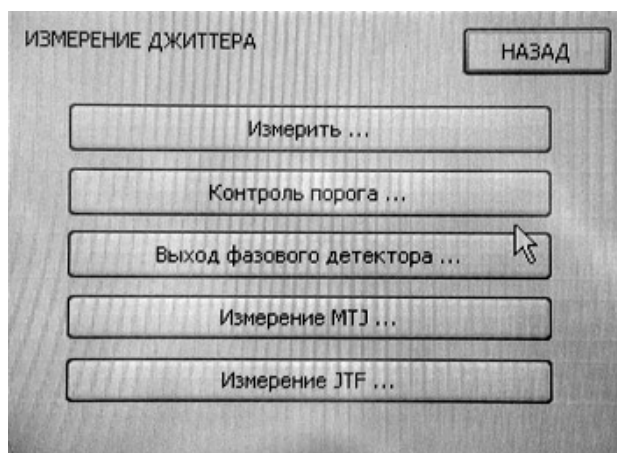 ИЗМЕРЕНИЕ ДЖИТТЕРА
НАЗАД
Измерить ...
Контроль порога ...
Выход фазового детектора ...
Измерение MTJ ...
Измерение JTF ...